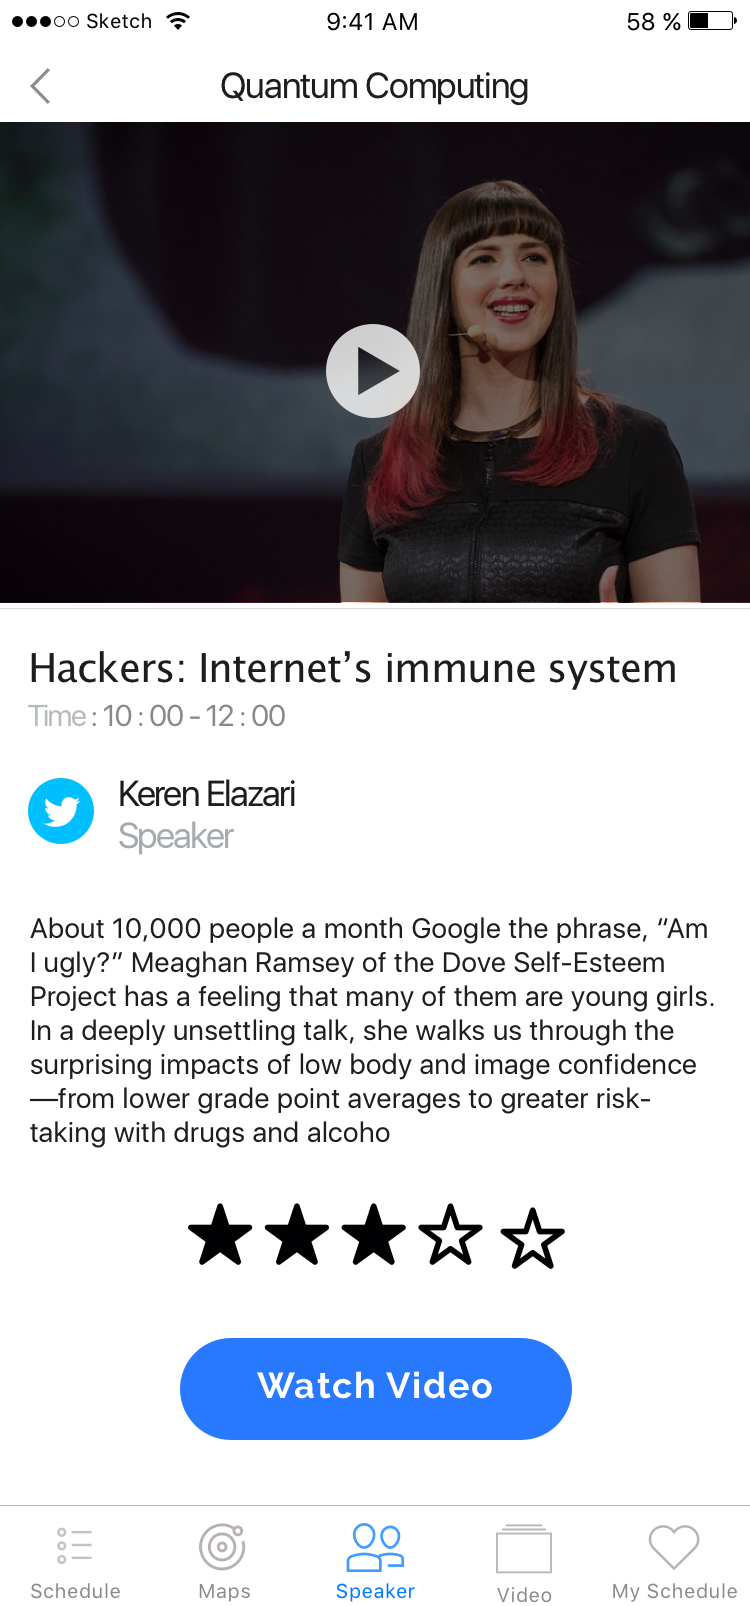 Sketch 9:41 AM 58 %
Quantum Computing
Hackers: Internet’s immune system
Time : 10 : 00 - 12 : 00
Keren Elazari
Speaker
About 10,000 people a month Google the phrase, “Am
I ugly?” Meaghan Ramsey of the Dove Self-Esteem
Project has a feeling that many of them are young girls.
In a deeply unsettling talk, she walks us through the
surprising impacts of low body and image confidence
—from lower grade point averages to greater risk-
taking with drugs and alcoho
Watch Video
Schedule Maps Speaker Video My Schedule